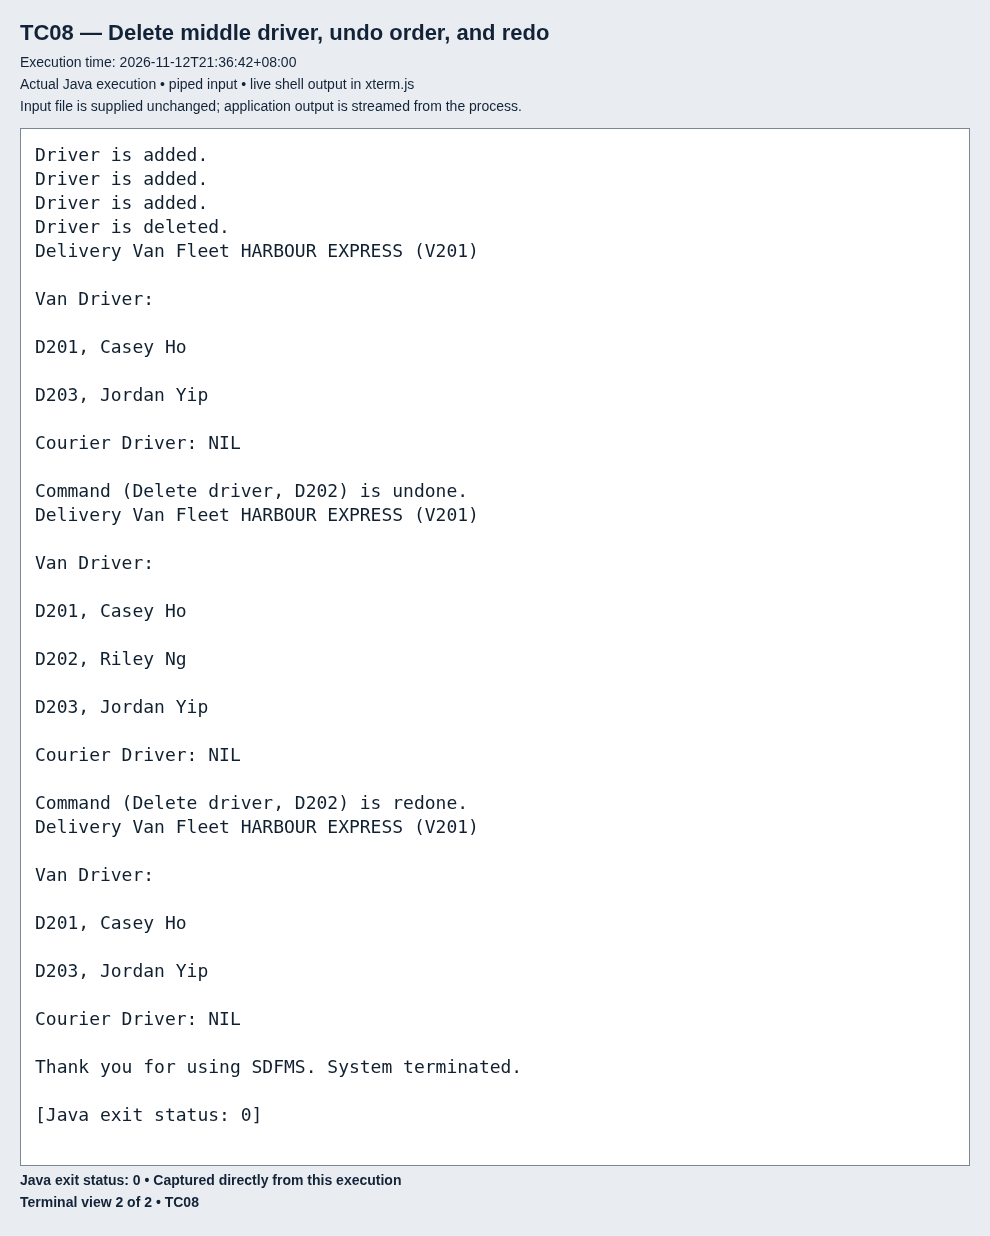 TC08 — Delete middle driver, undo order, and redo
Execution time: 2026-11-12T21:36:42+08:00
Actual Java execution • piped input • live shell output in xterm.js
Input file is supplied unchanged; application output is streamed from the process.
Driver is added.
Driver is added.
Driver is added.
Driver is deleted.
Delivery Van Fleet HARBOUR EXPRESS (V201)
Van Driver:
D201, Casey Ho
D203, Jordan Yip
Courier Driver: NIL
Command (Delete driver, D202) is undone.
Delivery Van Fleet HARBOUR EXPRESS (V201)
Van Driver:
D201, Casey Ho
D202, Riley Ng
D203, Jordan Yip
Courier Driver: NIL
Command (Delete driver, D202) is redone.
Delivery Van Fleet HARBOUR EXPRESS (V201)
Van Driver:
D201, Casey Ho
D203, Jordan Yip
Courier Driver: NIL
Thank you for using SDFMS. System terminated.
[Java exit status: 0]
Java exit status: 0 • Captured directly from this execution
Terminal view 2 of 2 • TC08